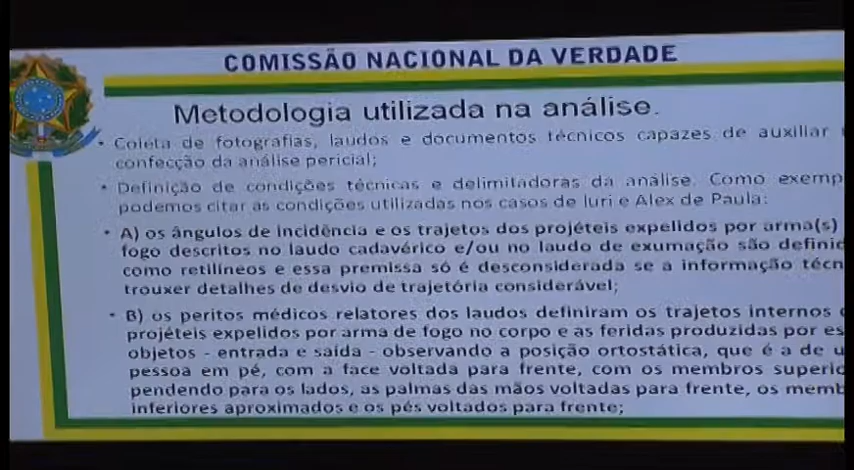 COMISSÃO NACIONAL DA VERDADE
Metodologia utilizada na análise.
• Coleta de fotografias, laudos e documentos técnicos capazes de auxiliar
confecção da análise pericial;
• Definição de condições técnicas e delimitadoras da análise. Como exemp
podemos citar as condições utilizadas nos casos de Iuri e Alex de Paula:
• A) os ângulos de incidência e os trajetos dos projéteis expelidos por arma(s)
fogo descritos no laudo cadavérico e/ou no laudo de exumação são definid
como retilíneos e essa premissa só é desconsiderada se a informação técn
trouxer detalhes de desvio de trajetória considerável;
• B) os peritos médicos relatores dos laudos definiram os trajetos internos
projéteis expelidos por arma de fogo no corpo e as feridas produzidas por es
objetos - entrada e saída - observando a posição ortostática, que é a de u
pessoa em pé, com a face voltada para frente, com os membros superio
pendendo para os lados, as palmas das mãos voltadas para frente, os memb
inferiores aproximados e os pés voltados para frente;